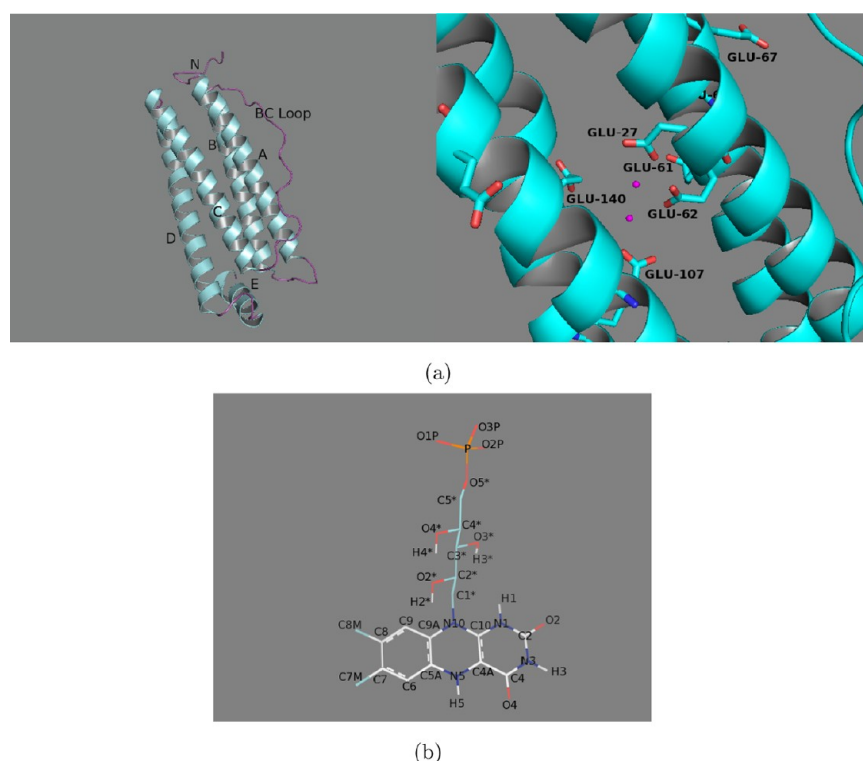 N
BC Loop
B
A
C
D
E
GLU-67
GLU-27
GLU-61
GLU-140
GLU-62
GLU-107
(a)
O3P
O1P
P
O2P
O5*
C5*
O4*
C4*
O3*
H4*
C3*
H3*
O2*
C2*
H2*
C1*
H1
C8M
C9
N10
N1
O2
C8
C9A
C10
C2
C7M
C7
C6
C5A
N5
C4A
N3
H3
C4
H5
O4
(b)